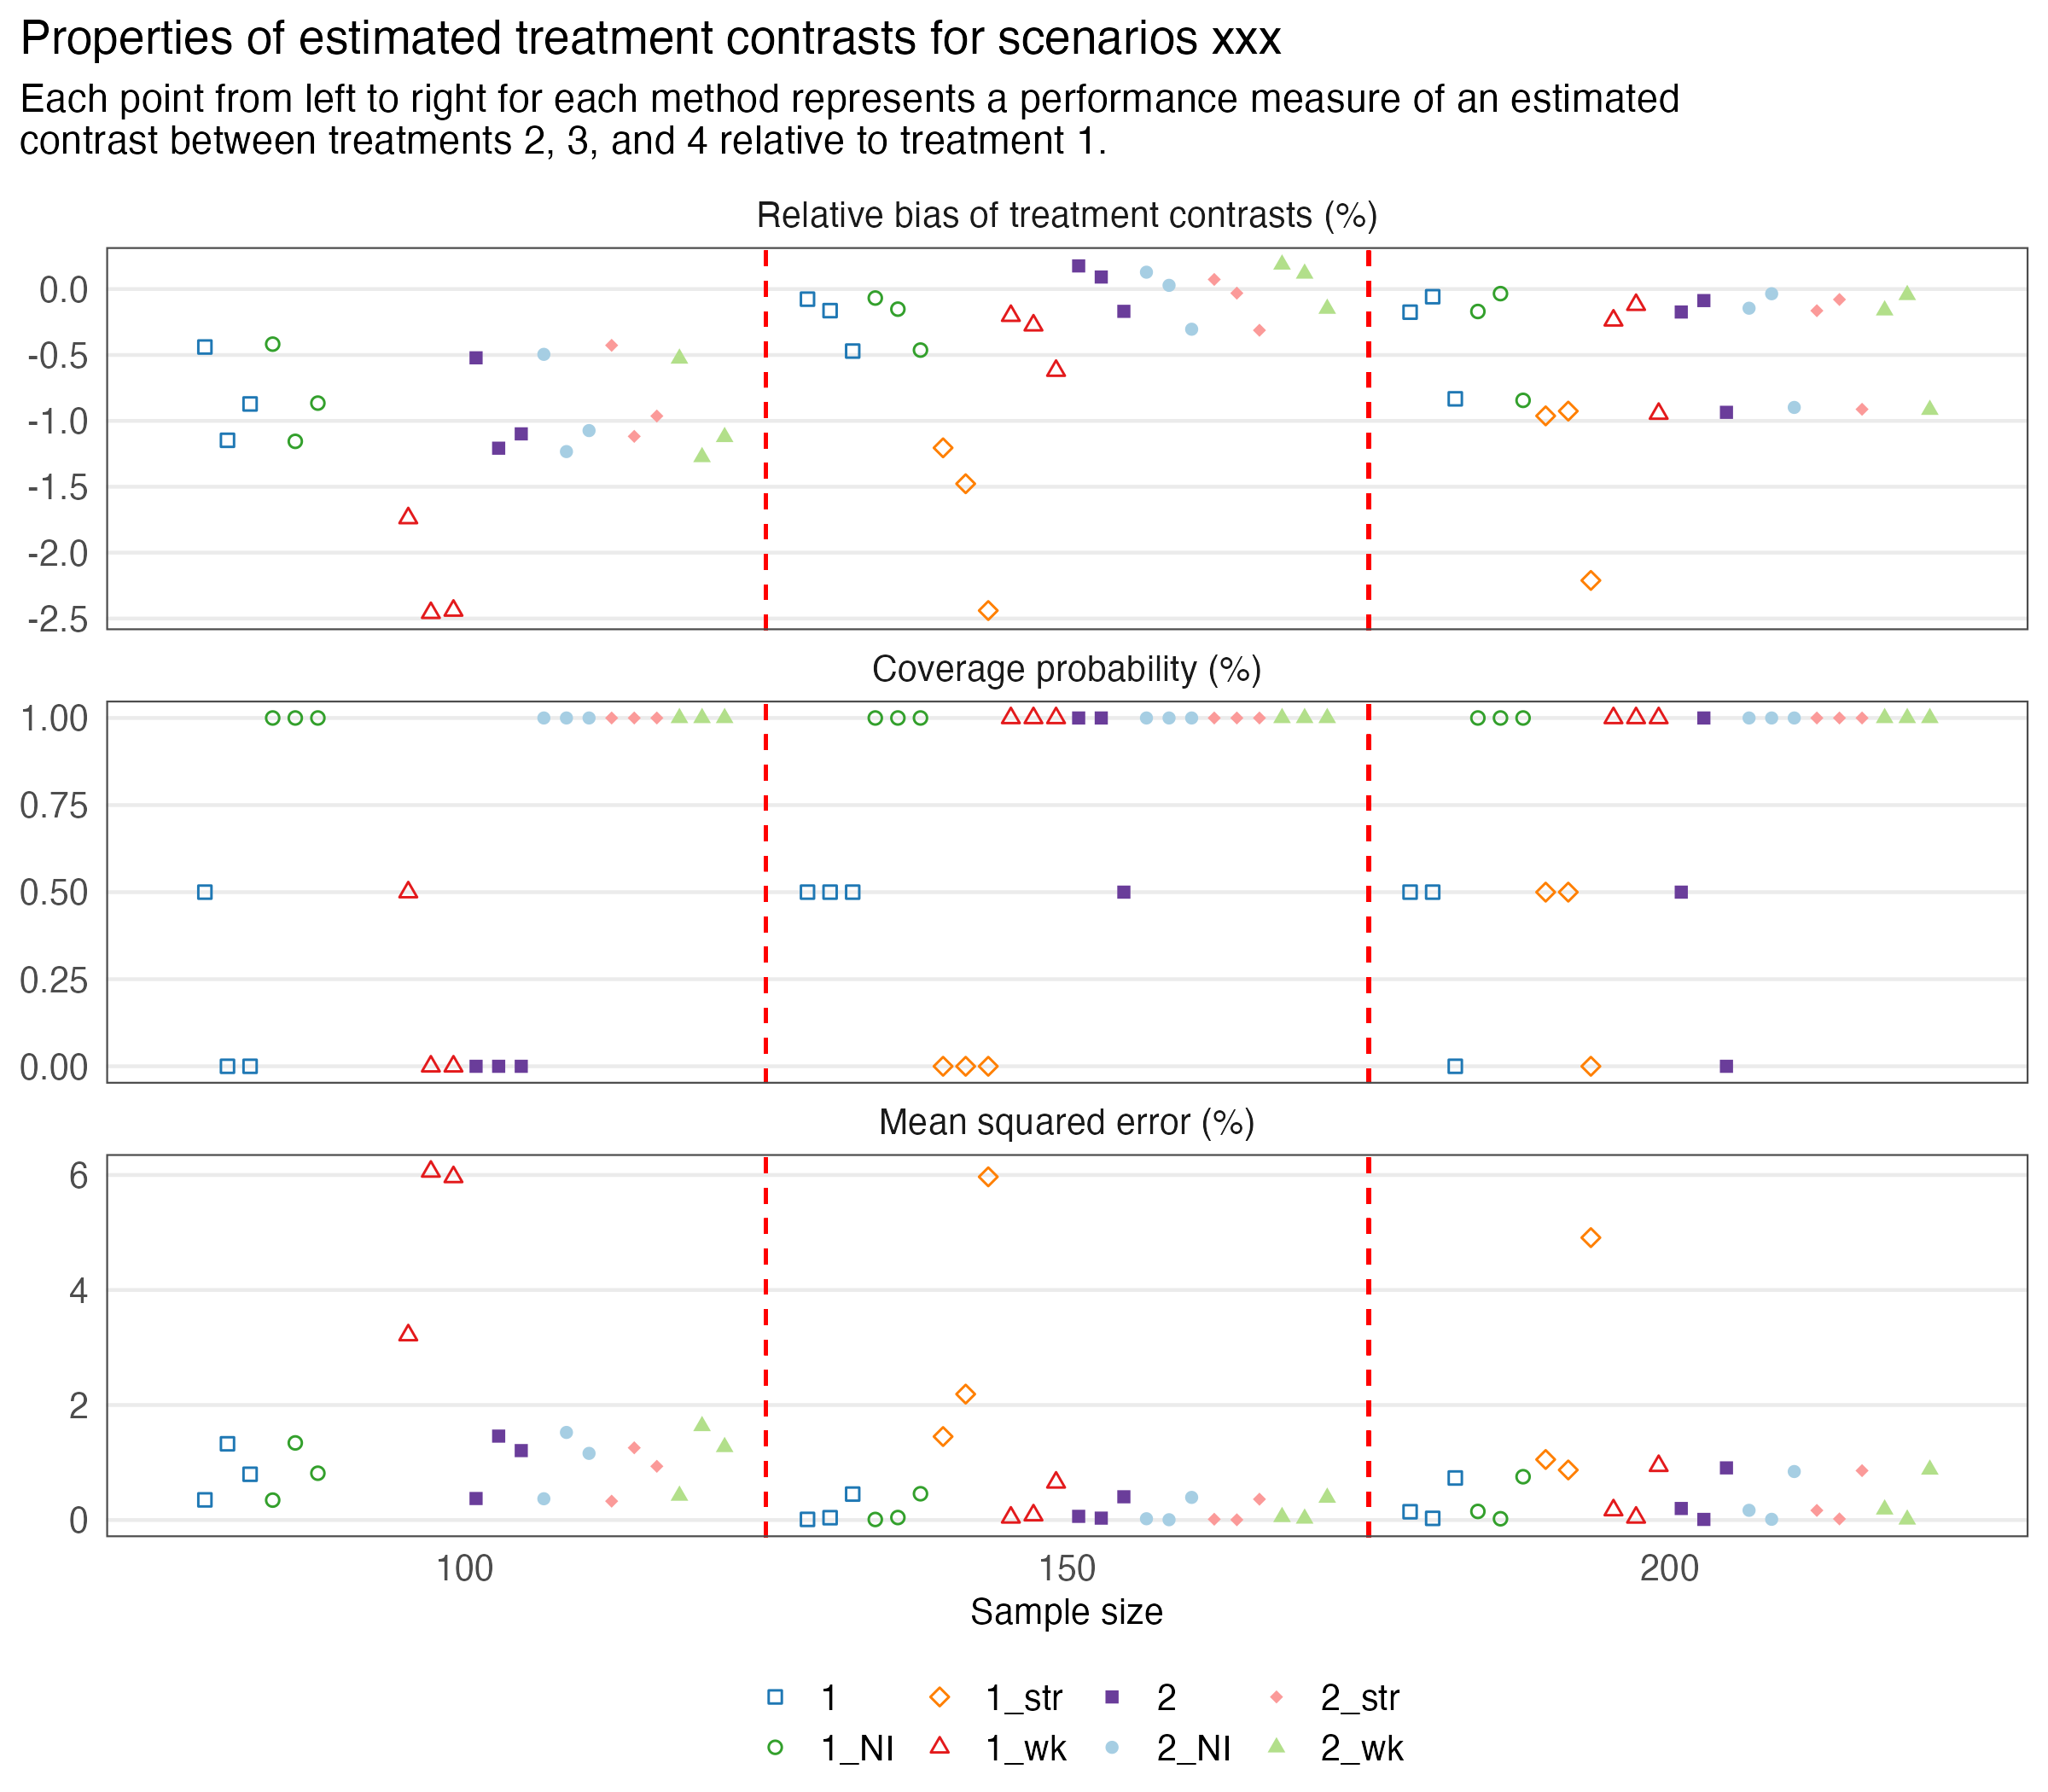 Properties of estimated treatment contrasts for scenarios xxx
Each point from left to right for each method represents a performance measure of an estimated
contrast between treatments 2, 3, and 4 relative to treatment 1.
Relative bias of treatment contrasts (%)
0.0
-0.5
-1.0
-1.5
-2.0
-2.5
Coverage probability (%)
1.00
0.75
0.50
0.25
0.00
Mean squared error (%)
6
4
2
0
100 150 200
Sample size
1 1_str 2 2_str
1_NI 1_wk 2_NI 2_wk